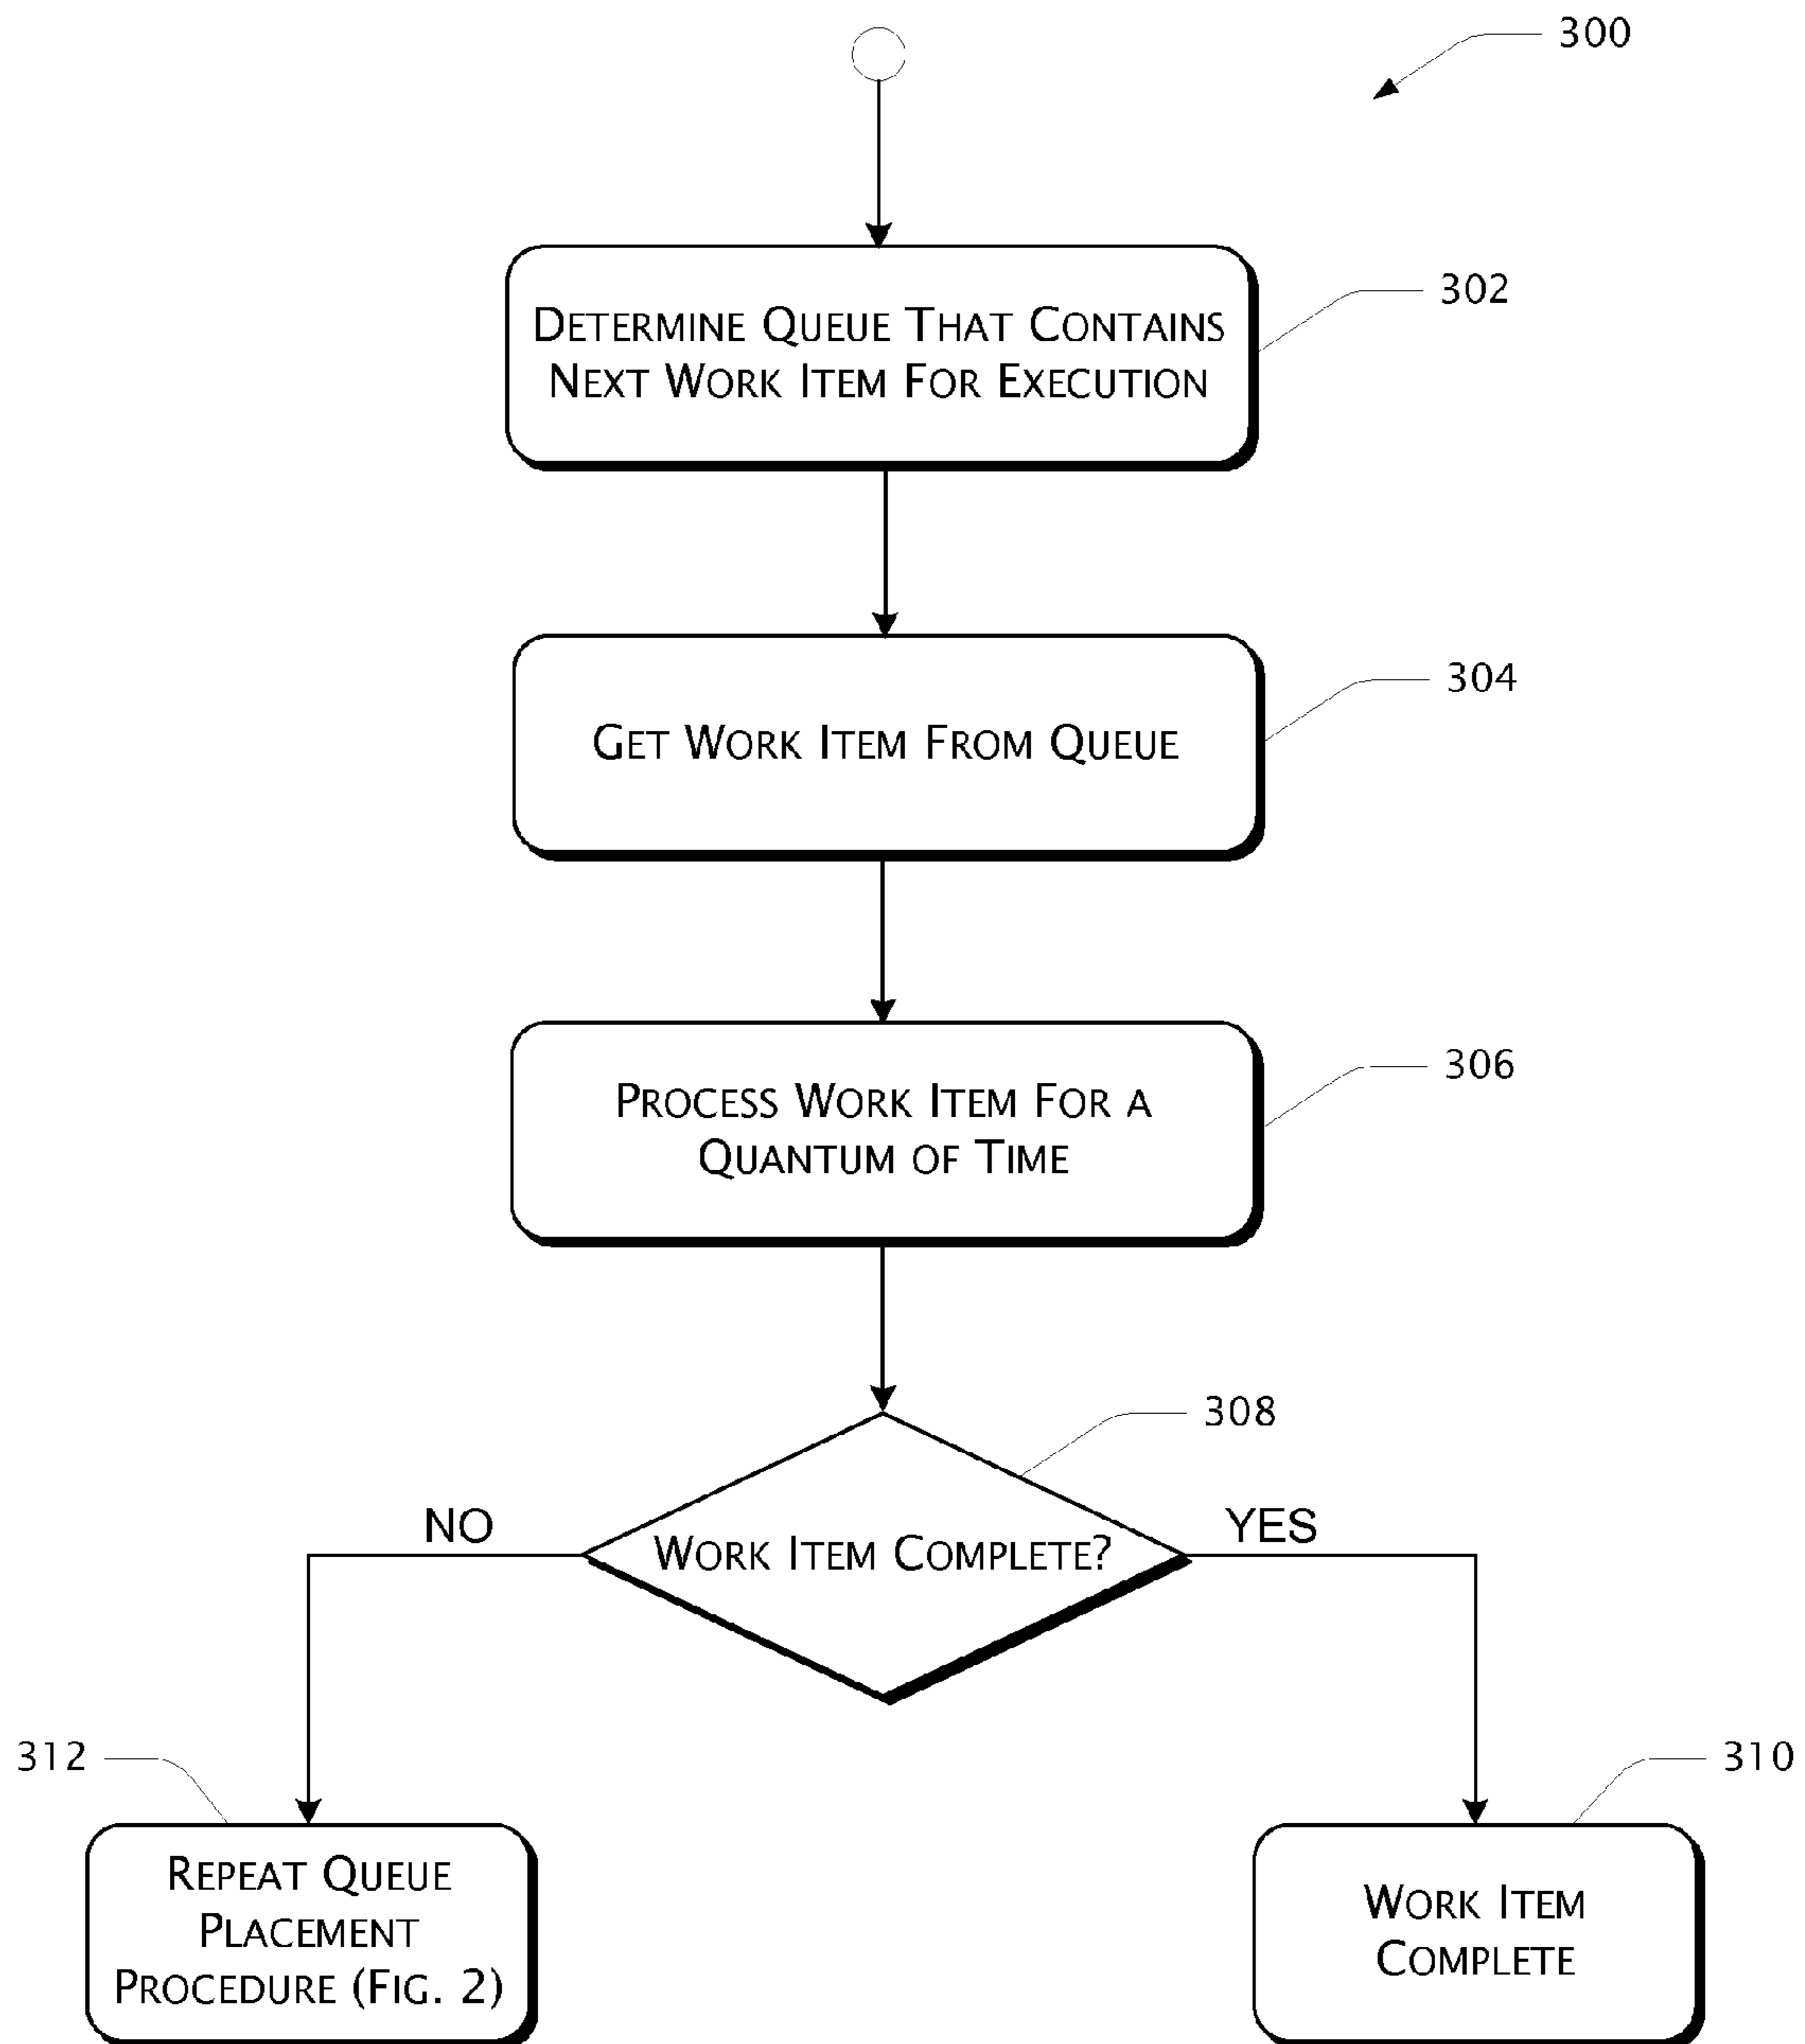 300
DETERMINE QUEUE THAT CONTAINS
NEXT WORK ITEM FOR EXECUTION
302
GET WORK ITEM FROM QUEUE
304
PROCESS WORK ITEM FOR A
QUANTUM OF TIME
306
308
WORK ITEM COMPLETE?
NO
YES
312
REPEAT QUEUE
PLACEMENT
PROCEDURE (FIG. 2)
310
WORK ITEM
COMPLETE